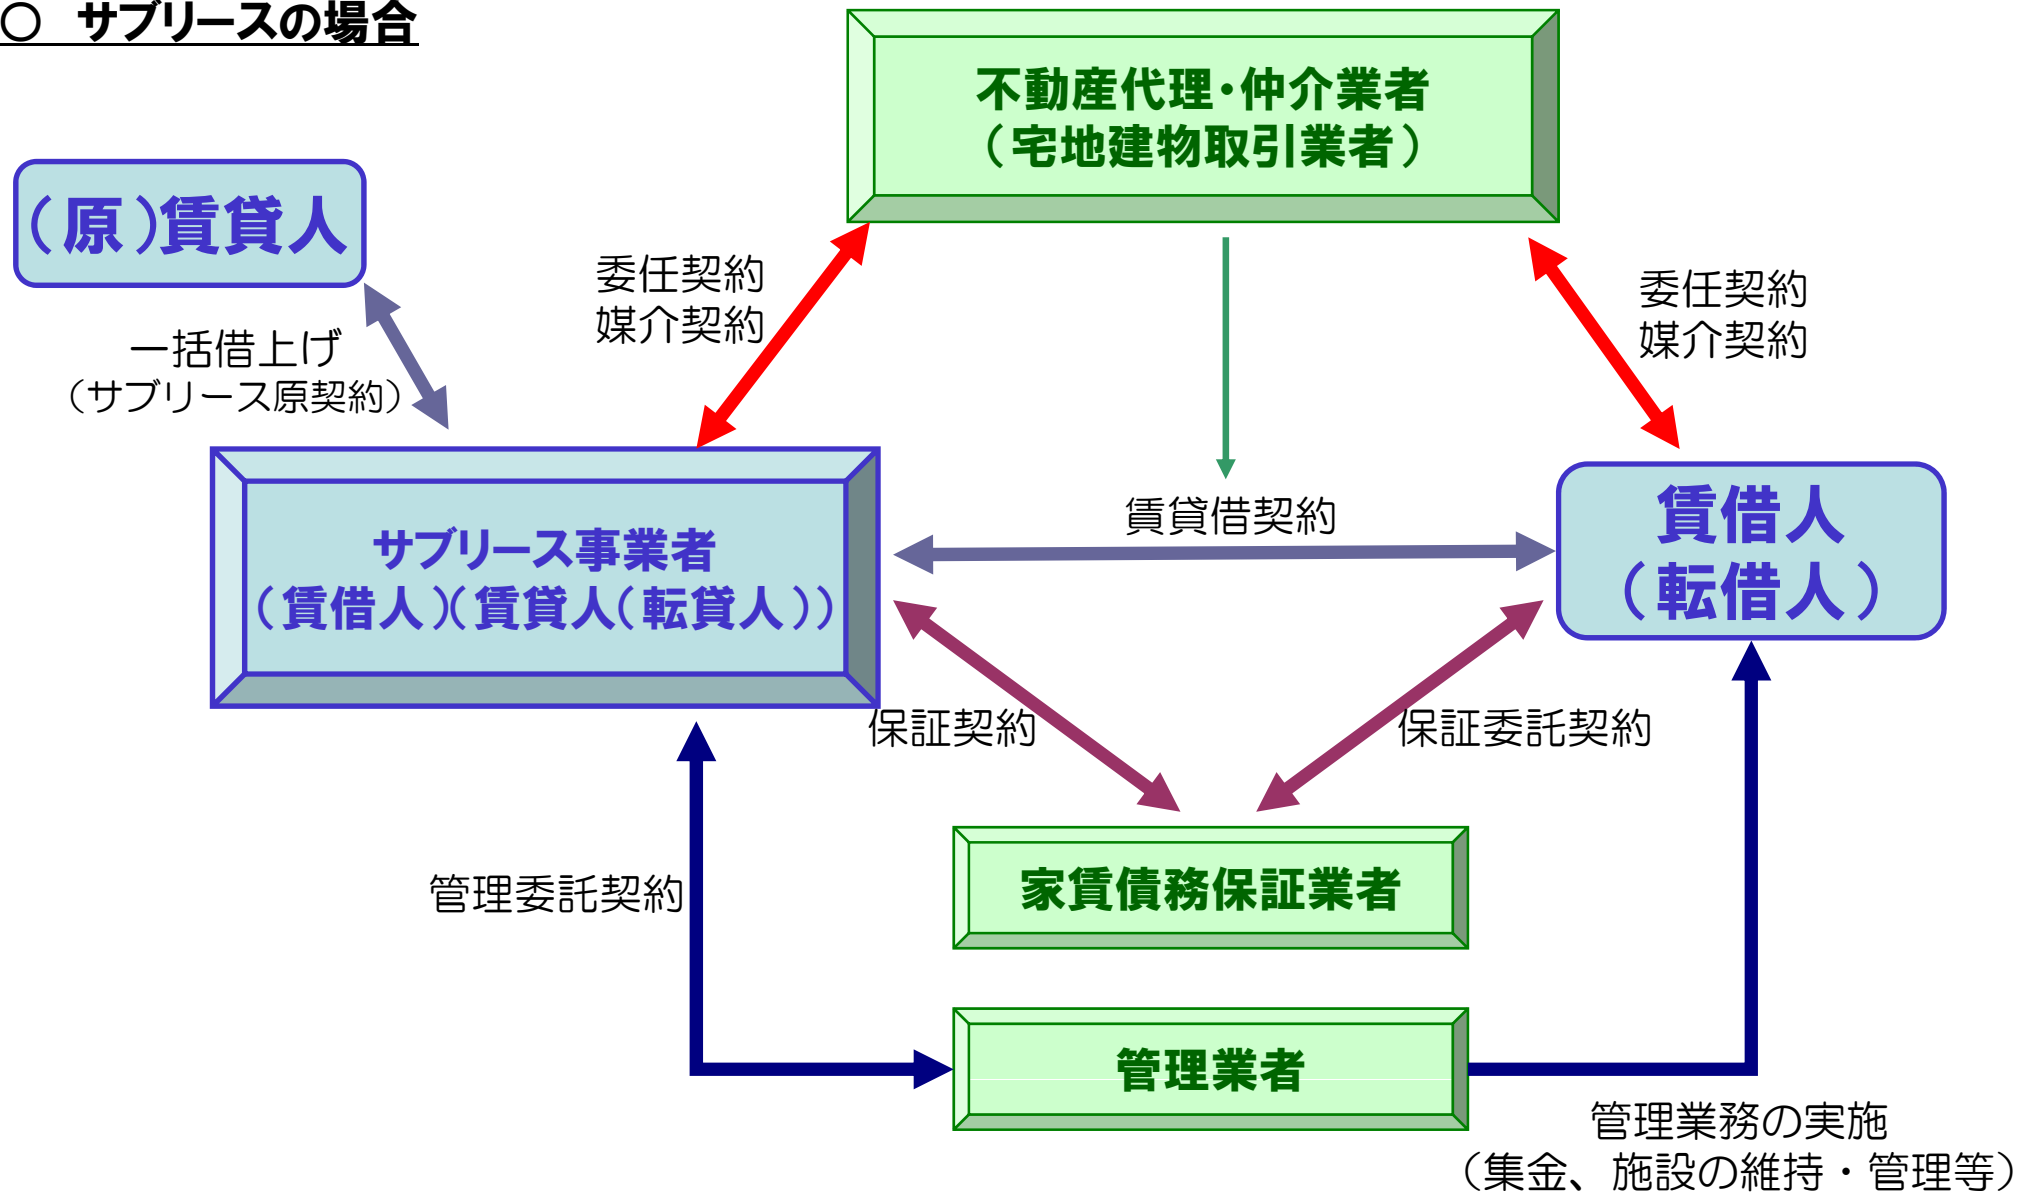 ○　サブリースの場合
不動産代理・仲介業者
（宅地建物取引業者）
（原）賃貸人
委任契約
媒介契約
委任契約
媒介契約
一括借上げ
（サブリース原契約）
賃貸借契約
サブリース事業者
（賃借人）（賃貸人（転貸人））
賃借人
（転借人）
保証契約
保証委託契約
家賃債務保証業者
管理委託契約
管理業者
管理業務の実施
（集金、施設の維持・管理等）